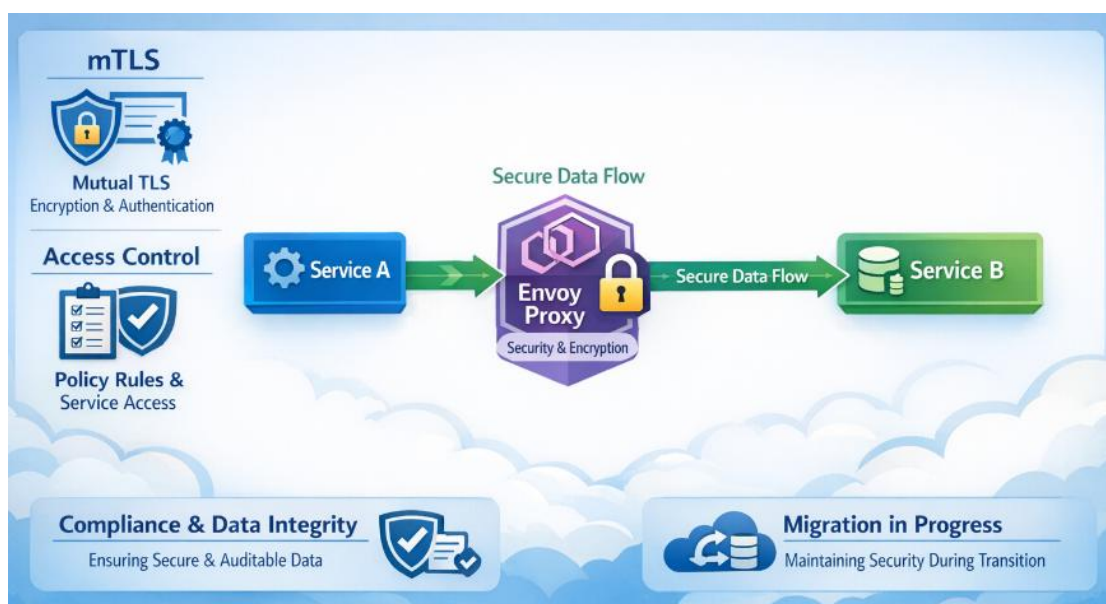 mTLS
Mutual TLS
Encryption & Authentication
Access Control
Policy Rules &
Service Access
Secure Data Flow
Service A
Envoy
Proxy
Security & Encryption
Secure Data Flow
Service B
Compliance & Data Integrity
Ensuring Secure & Auditable Data
Migration in Progress
Maintaining Security During Transition